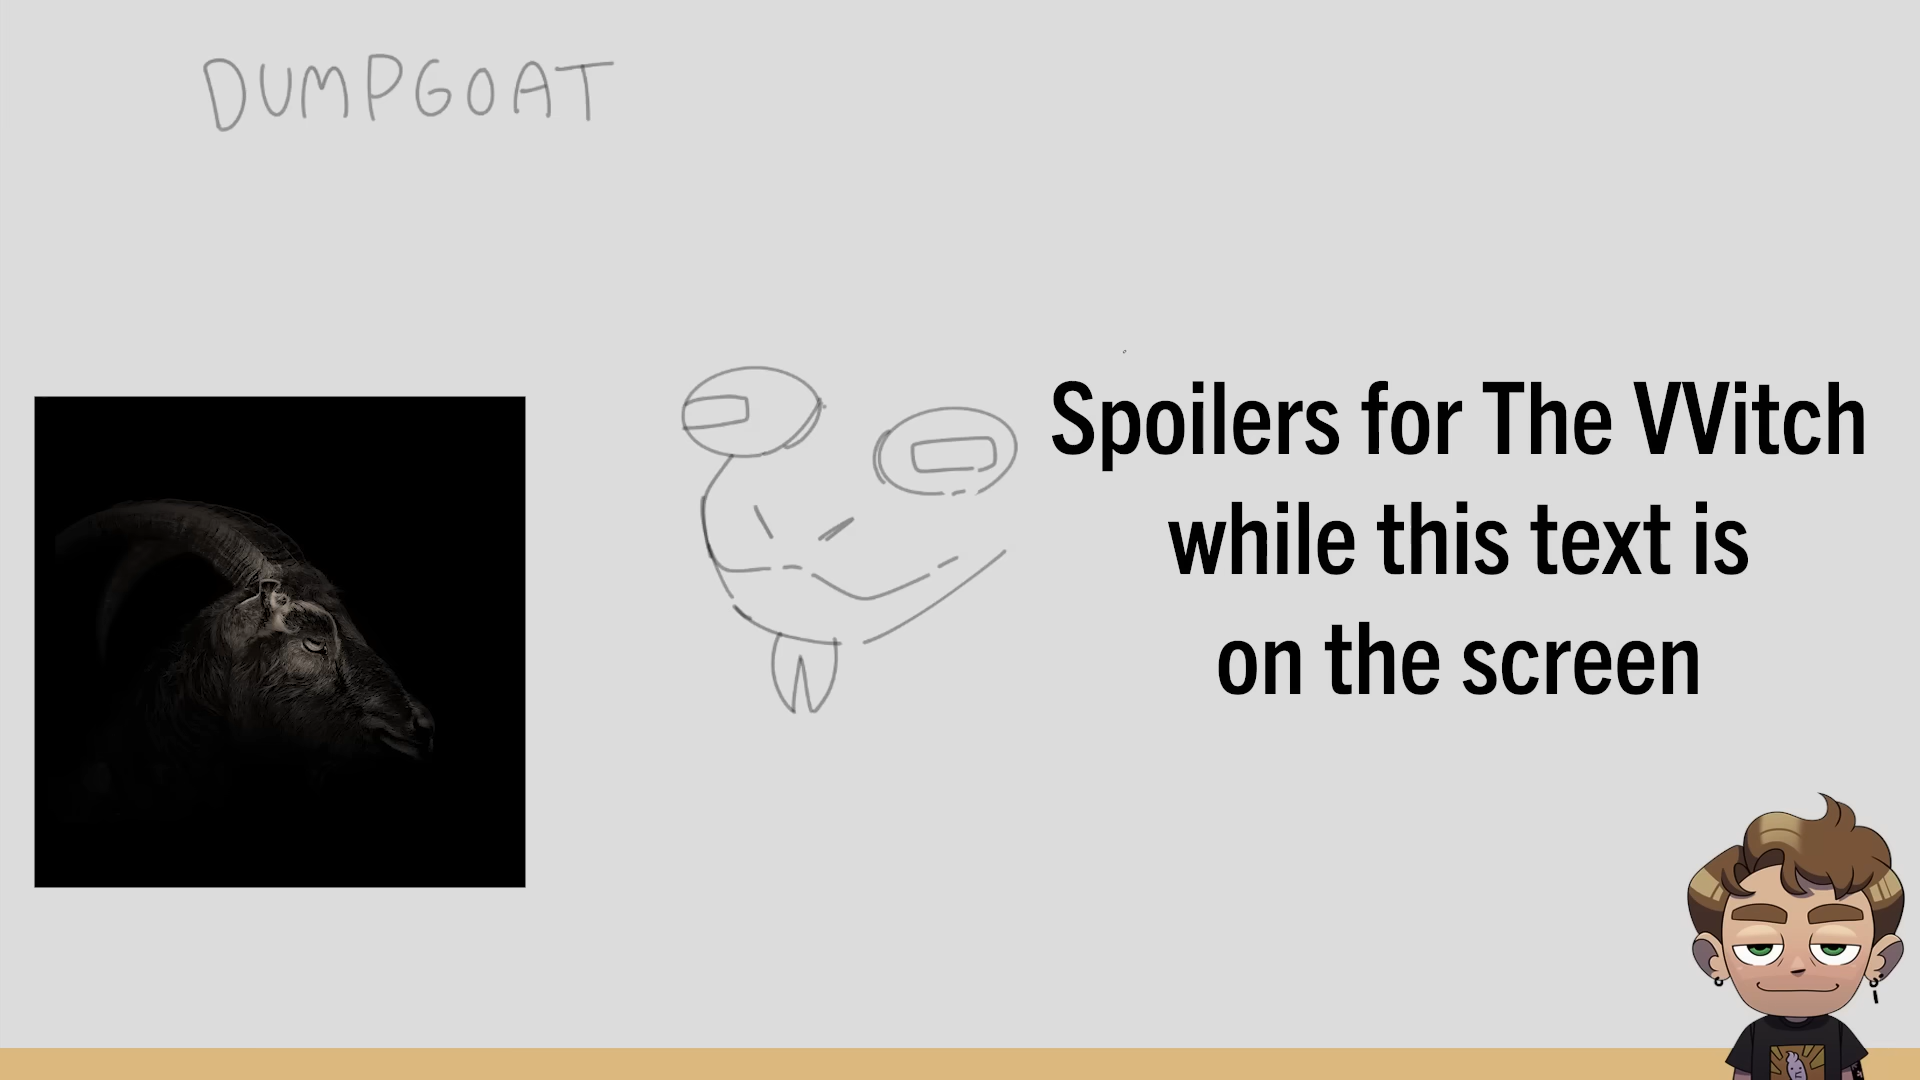 DUMPGOAT
Spoilers for The VVitch
while this text is
on the screen